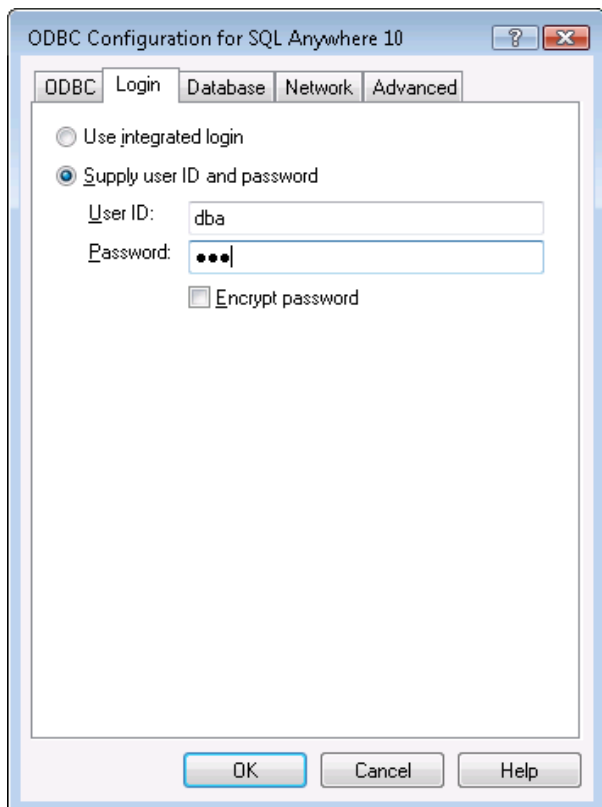 ODBC Configuration for SQL Anywhere 10
ODBC Login Database Network Advanced
Use integrated login
Supply user ID and password
User ID: dba
Password: ●●●
Encrypt password
OK Cancel Help